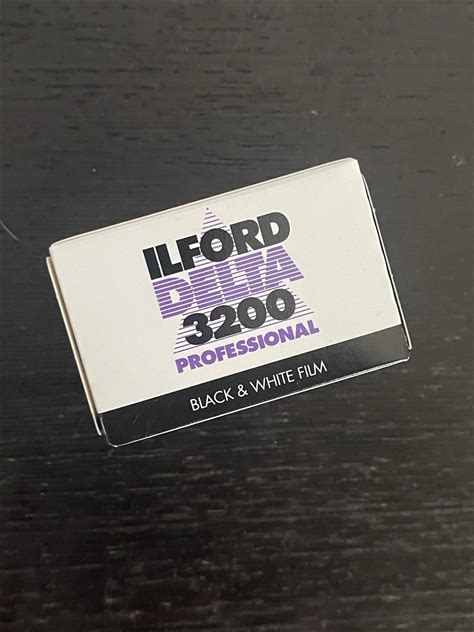 ILFORD
DELTA
3200
PROFESSIONAL
BLACK & WHITE FILM